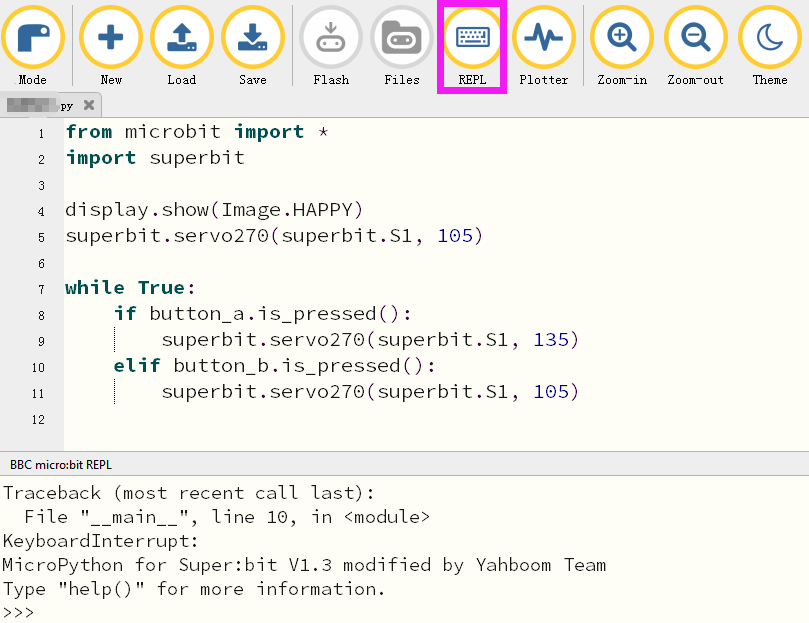 Mode New Load Save Flash Files REPL Plotter Zoom-in Zoom-out Theme
py
1 from microbit import *
2 import superbit
3
4 display.show(Image.HAPPY)
5 superbit.servo270(superbit.S1, 105)
6
7 while True:
8 if button_a.is_pressed():
9 superbit.servo270(superbit.S1, 135)
10 elif button_b.is_pressed():
11 superbit.servo270(superbit.S1, 105)
12
BBC micro:bit REPL
Traceback (most recent call last):
File "__main__", line 10, in <module>
KeyboardInterrupt:
MicroPython for Super:bit V1.3 modified by Yahboom Team
Type "help()" for more information.
>>>